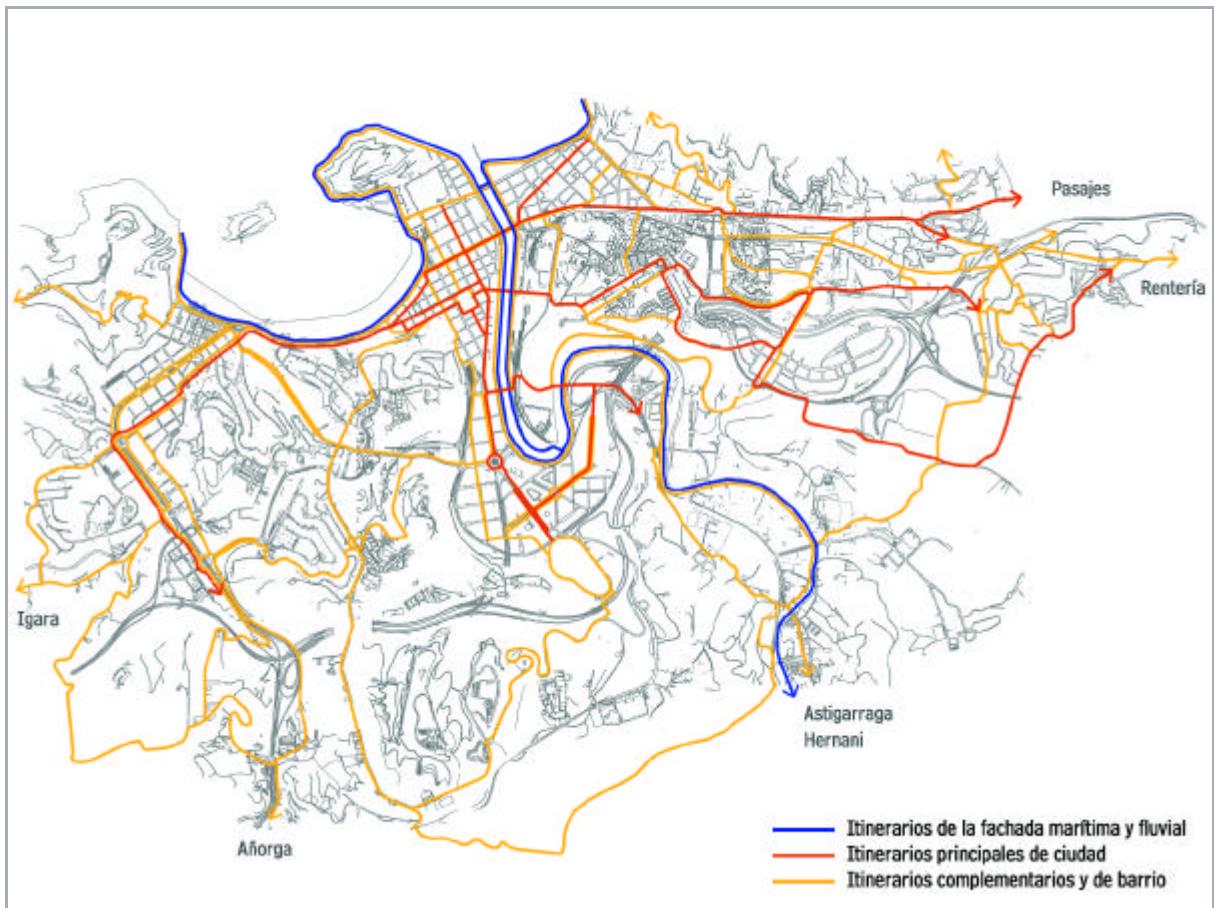 Pasajes
Rentería
Igara
Astigarraga
Hernani
Añorga
Itinerarios de la fachada marítima y fluvial
Itinerarios principales de ciudad
Itinerarios complementarios y de barrio